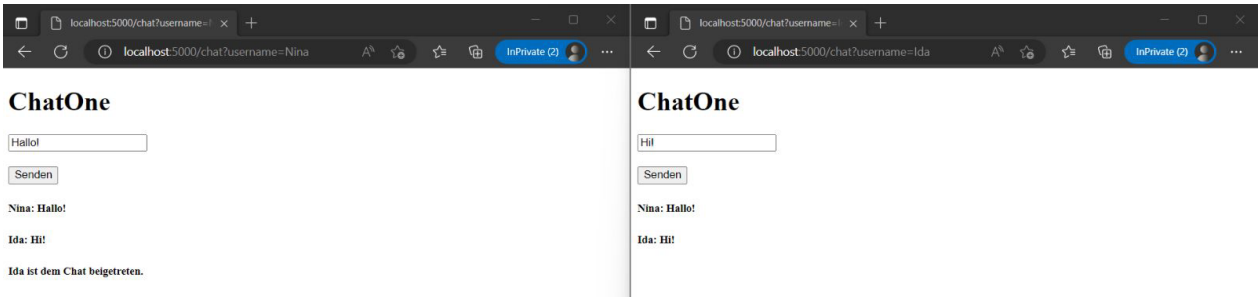 localhost:5000/chat?username=
localhost:5000/chat?username=Nina
InPrivate (2)
ChatOne
Hallo!
Senden
Nina: Hallo!
Ida: Hi!
Ida ist dem Chat beigetreten.
localhost:5000/chat?username=
localhost:5000/chat?username=Ida
InPrivate (2)
ChatOne
Hi!
Senden
Nina: Hallo!
Ida: Hi!